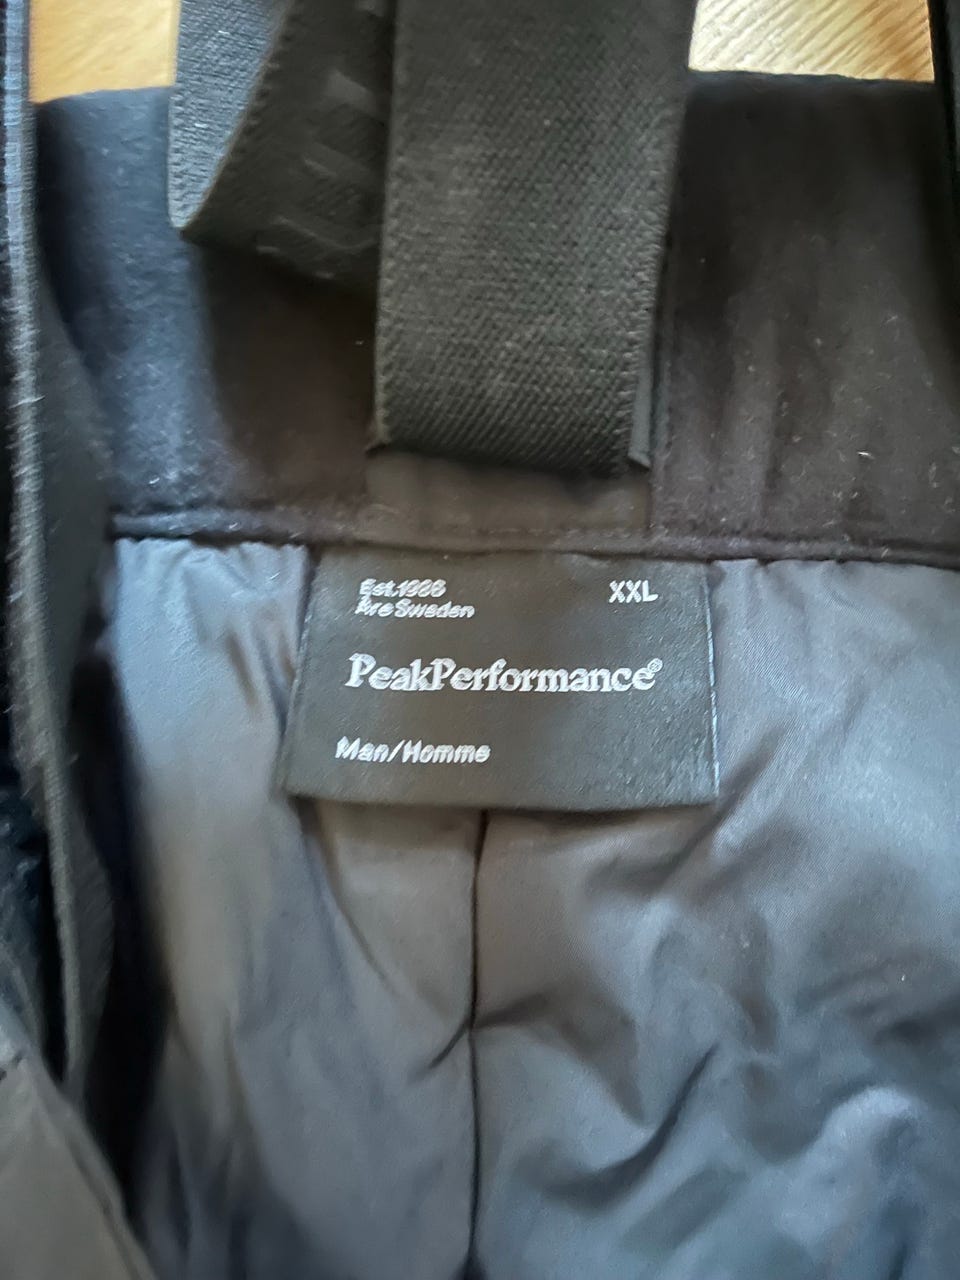 Est.1986
Åre Sweden
XXL
PeakPerformance®
Man/Homme